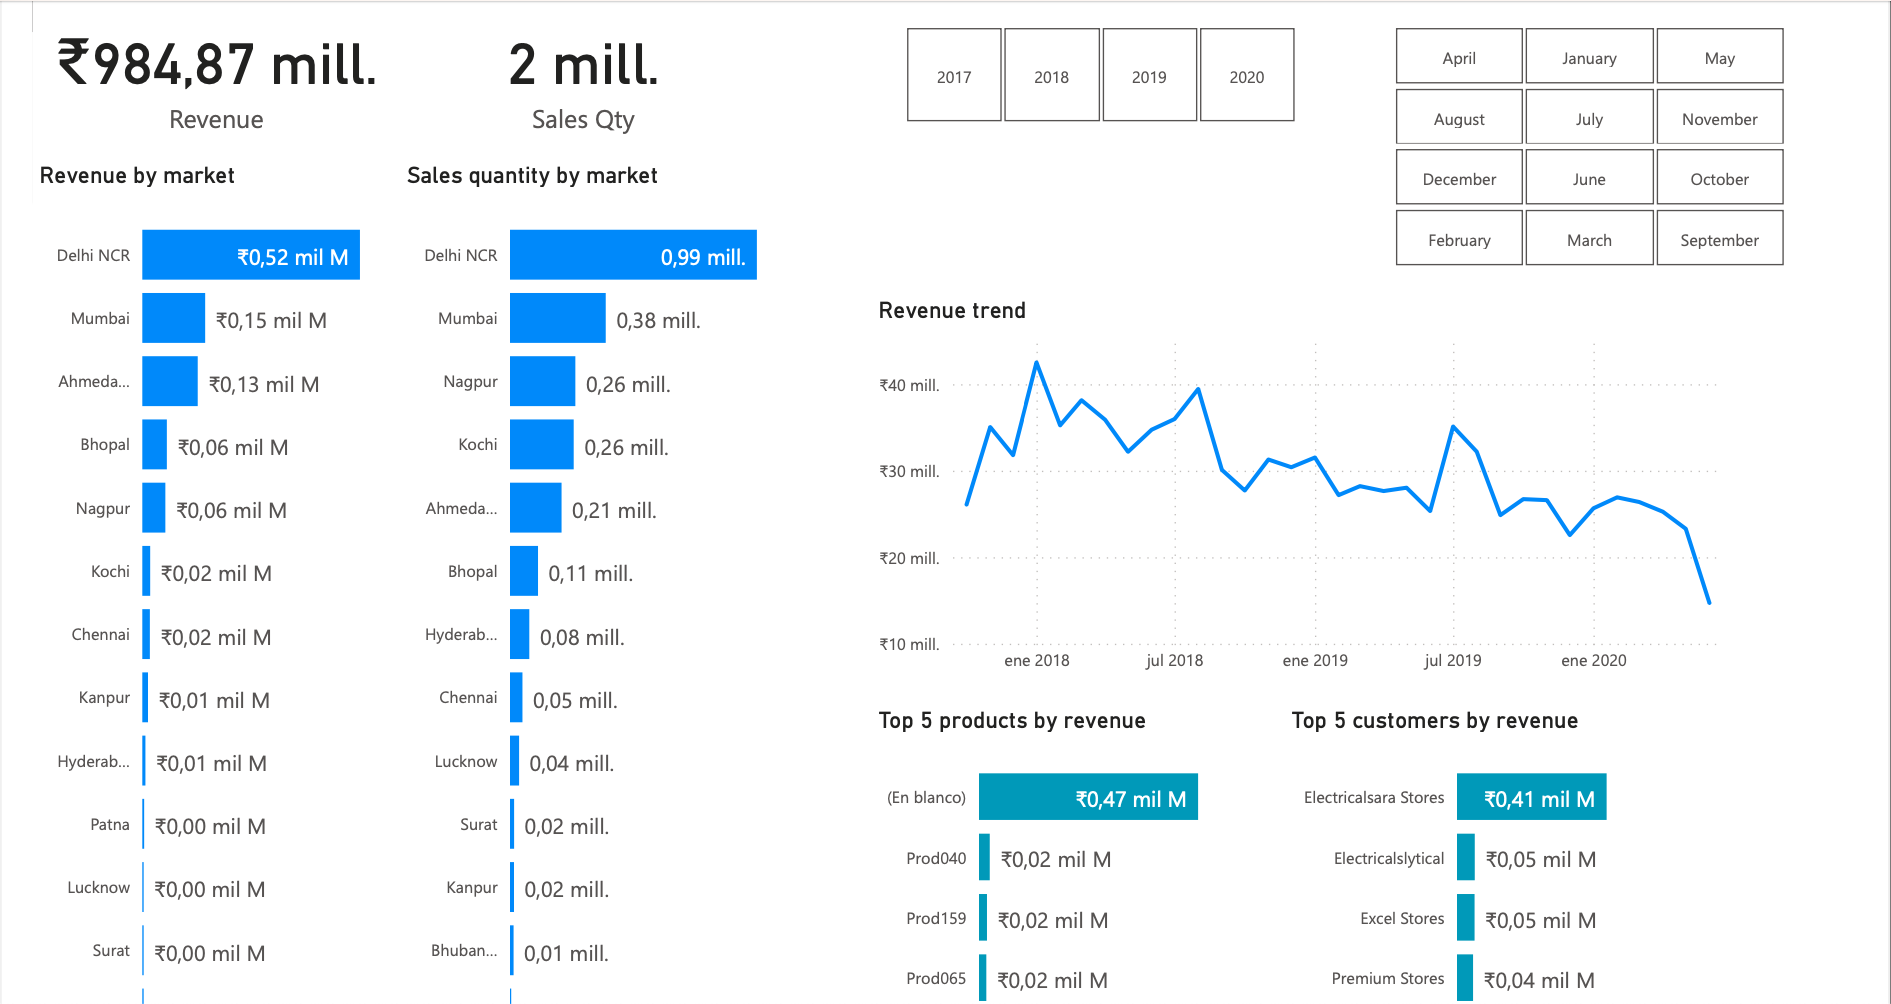 ₹984,87 mill.
Revenue
2 mill.
Sales Qty
2017 2018 2019 2020
April January May
August July November
December June October
February March September
Revenue by market
Delhi NCR ₹0,52 mil M
Mumbai ₹0,15 mil M
Ahmeda... ₹0,13 mil M
Bhopal ₹0,06 mil M
Nagpur ₹0,06 mil M
Kochi ₹0,02 mil M
Chennai ₹0,02 mil M
Kanpur ₹0,01 mil M
Hyderab... ₹0,01 mil M
Patna ₹0,00 mil M
Lucknow ₹0,00 mil M
Surat ₹0,00 mil M
Sales quantity by market
Delhi NCR 0,99 mill.
Mumbai 0,38 mill.
Nagpur 0,26 mill.
Kochi 0,26 mill.
Ahmeda... 0,21 mill.
Bhopal 0,11 mill.
Hyderab... 0,08 mill.
Chennai 0,05 mill.
Lucknow 0,04 mill.
Surat 0,02 mill.
Kanpur 0,02 mill.
Bhuban... 0,01 mill.
Revenue trend
₹40 mill.
₹30 mill.
₹20 mill.
₹10 mill.
ene 2018 jul 2018 ene 2019 jul 2019 ene 2020
Top 5 products by revenue
(En blanco) ₹0,47 mil M
Prod040 ₹0,02 mil M
Prod159 ₹0,02 mil M
Prod065 ₹0,02 mil M
Top 5 customers by revenue
Electricalsara Stores ₹0,41 mil M
Electricalslytical ₹0,05 mil M
Excel Stores ₹0,05 mil M
Premium Stores ₹0,04 mil M